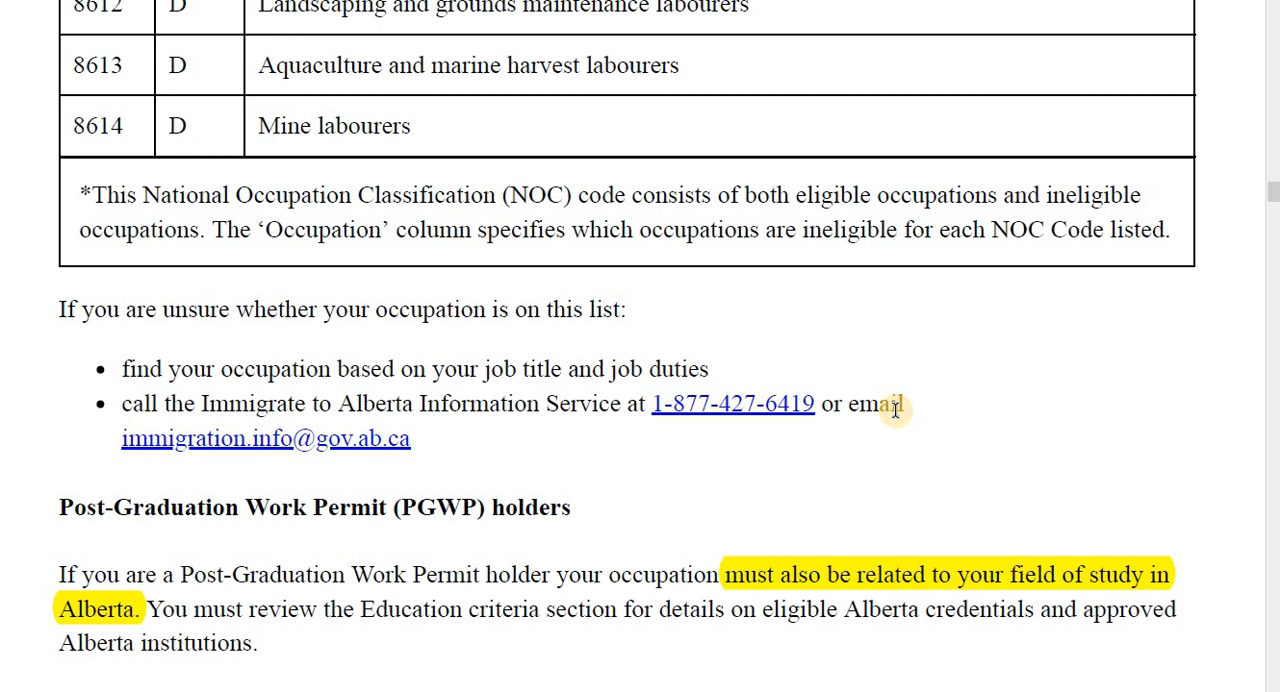 8612 D Landscaping and grounds maintenance labourers
8613 D Aquaculture and marine harvest labourers
8614 D Mine labourers
*This National Occupation Classification (NOC) code consists of both eligible occupations and ineligible
occupations. The ‘Occupation’ column specifies which occupations are ineligible for each NOC Code listed.
If you are unsure whether your occupation is on this list:
• find your occupation based on your job title and job duties
• call the Immigrate to Alberta Information Service at 1-877-427-6419 or email
immigration.info@gov.ab.ca
Post-Graduation Work Permit (PGWP) holders
If you are a Post-Graduation Work Permit holder your occupation must also be related to your field of study in
Alberta. You must review the Education criteria section for details on eligible Alberta credentials and approved
Alberta institutions.